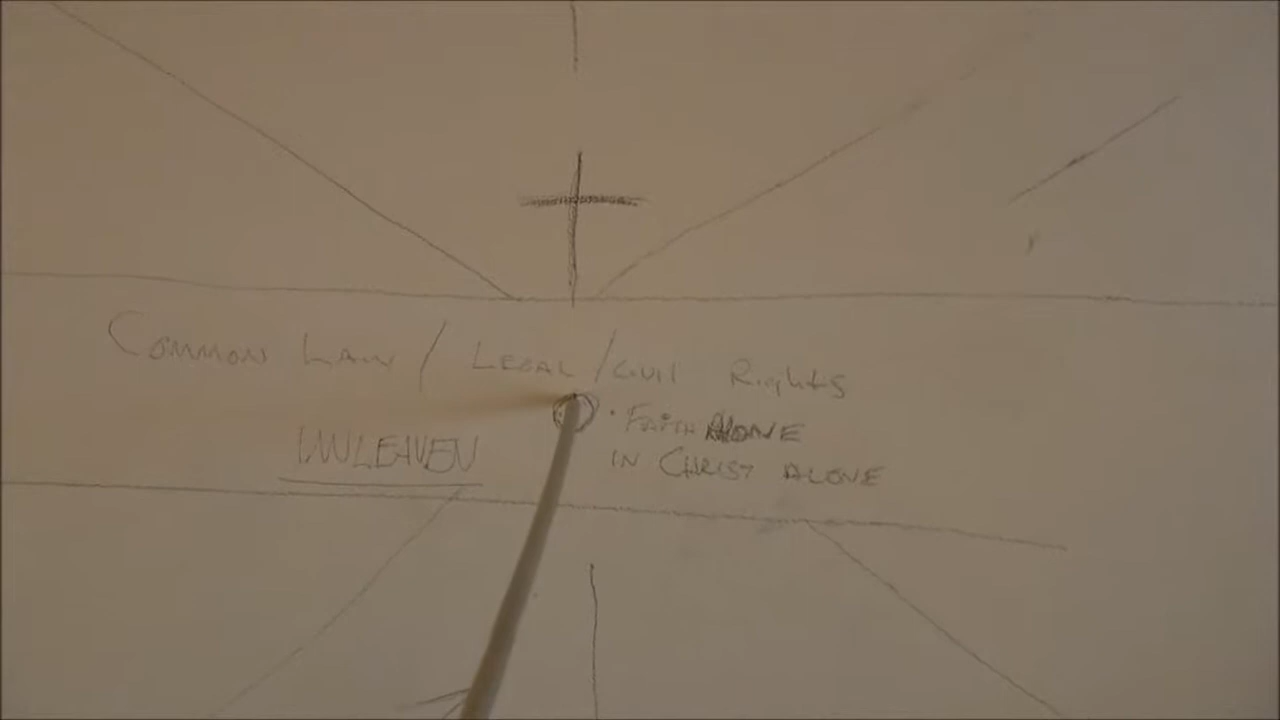 Common Law / Legal / Civil Rights
• Faith Alone
in Christ Alone
UNLEAVEN